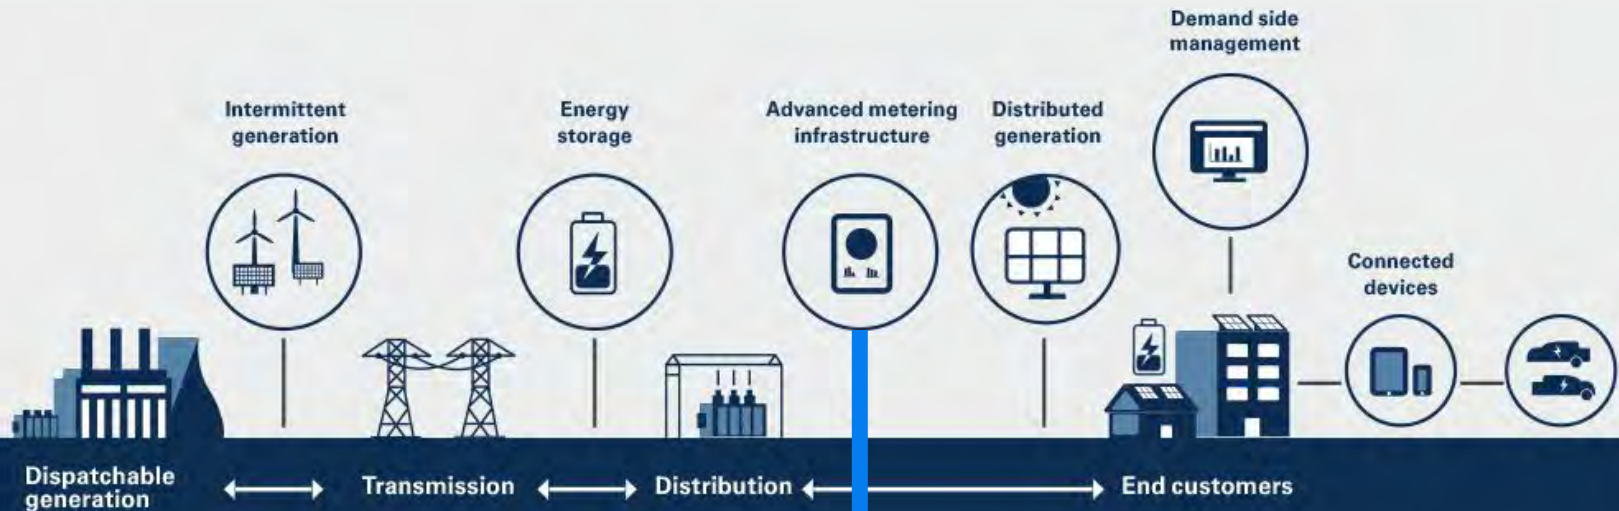 Demand side
management
Intermittent
generation
Energy
storage
Advanced metering
infrastructure
Distributed
generation
Connected
devices
Dispatchable
generation
Transmission
Distribution
End customers